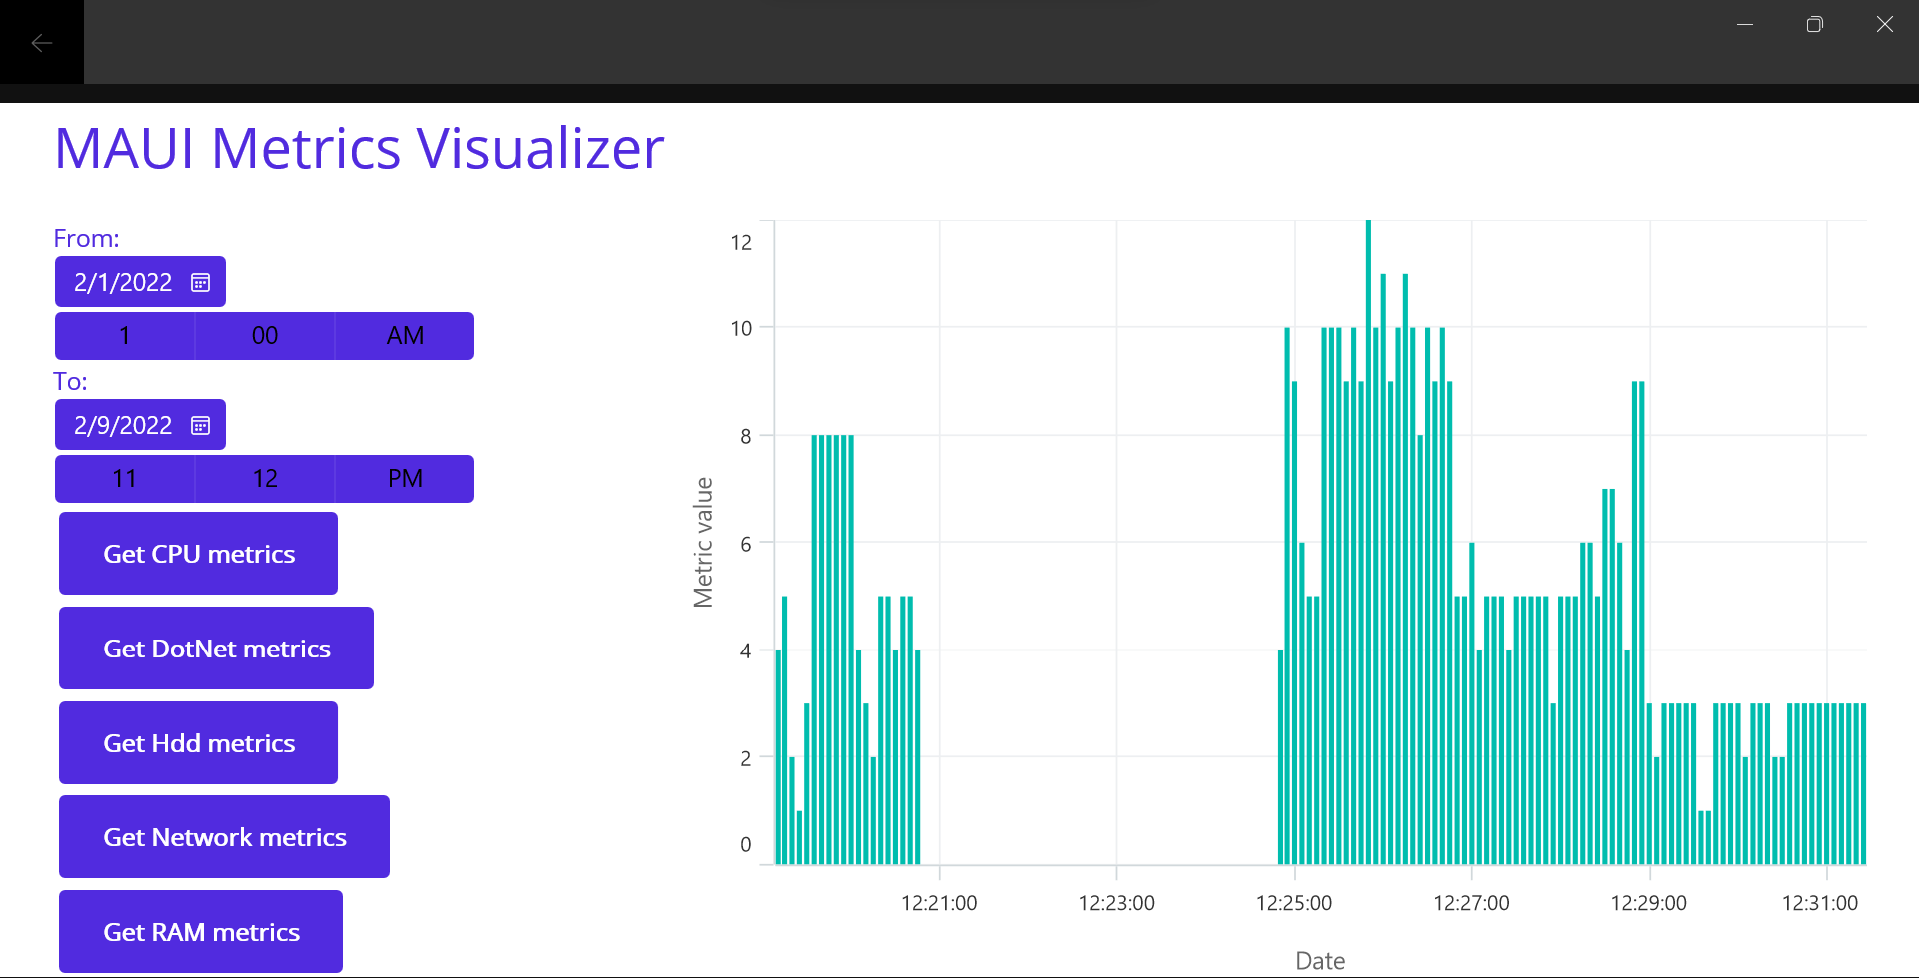 MAUI Metrics Visualizer
From:
2/1/2022
1 00 AM
To:
2/9/2022
11 12 PM
Get CPU metrics
Get DotNet metrics
Get Hdd metrics
Get Network metrics
Get RAM metrics
Metric value
12
10
8
6
4
2
0
12:21:00 12:23:00 12:25:00 12:27:00 12:29:00 12:31:00
Date